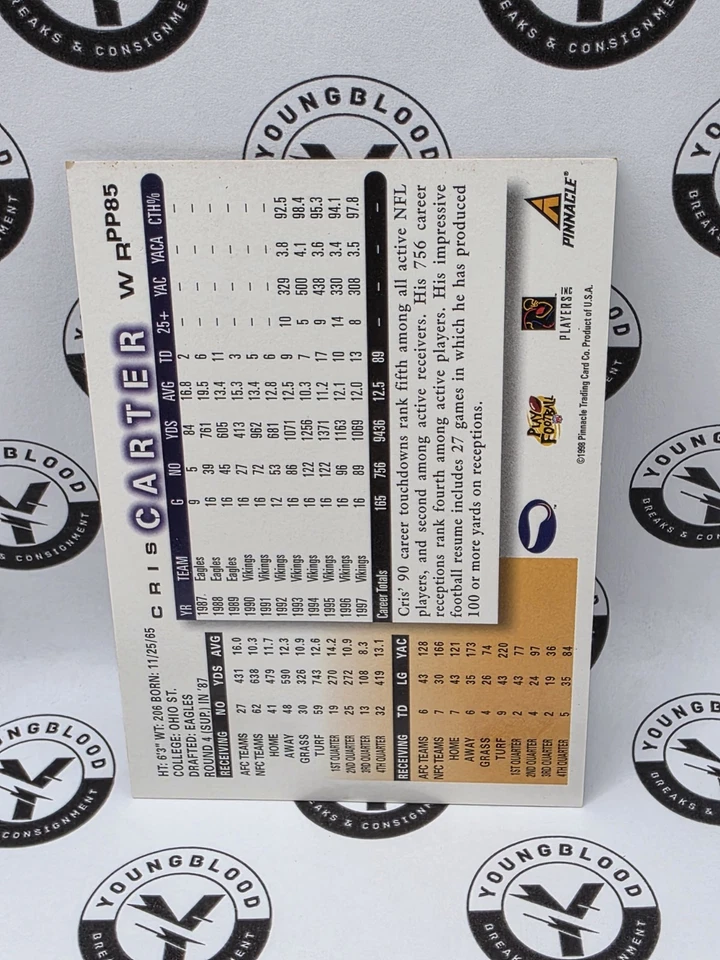 CRIS CARTER WR PP85
HT: 6'3" WT: 206 BORN: 11/25/65
COLLEGE: OHIO ST.
DRAFTED: EAGLES
ROUND 4 (SUP.) IN '87
YR TEAM G NO YDS AVG TD 25+ YAC YACA CTH%
1987 Eagles 9 5 84 16.8 2 – – – –
1988 Eagles 16 39 761 19.5 6 – – – –
1989 Eagles 16 45 605 13.4 11 – – – –
1990 Vikings 16 27 413 15.3 3 – – – –
1991 Vikings 16 72 962 13.4 5 – – – –
1992 Vikings 12 53 681 12.8 6 – – – –
1993 Vikings 16 86 1071 12.5 9 10 329 3.8 92.5
1994 Vikings 16 122 1256 10.3 7 5 500 4.1 98.4
1995 Vikings 16 122 1371 11.2 17 9 438 3.6 95.3
1996 Vikings 16 96 1163 12.1 10 14 330 3.4 94.1
1997 Vikings 16 89 1069 12.0 13 8 308 3.5 97.8
Career Totals 165 756 9436 12.5 89 – – – –
Cris' 90 career touchdowns rank fifth among all active NFL
players, and second among active receivers. His 756 career
receptions rank fourth among active players. His impressive
football resume includes 27 games in which he has produced
100 or more yards on receptions.
RECEIVING NO YDS AVG
AFC TEAMS 27 431 16.0
NFC TEAMS 62 638 10.3
HOME 41 479 11.7
AWAY 48 590 12.3
GRASS 30 326 10.9
TURF 59 743 12.6
1ST QUARTER 19 270 14.2
2ND QUARTER 25 272 10.9
3RD QUARTER 13 108 8.3
4TH QUARTER 32 419 13.1
RECEIVING TD LG YAC
AFC TEAMS 6 43 128
NFC TEAMS 7 30 166
HOME 7 43 121
AWAY 6 35 173
GRASS 4 26 74
TURF 9 43 220
1ST QUARTER 2 43 77
2ND QUARTER 4 24 97
3RD QUARTER 2 19 36
4TH QUARTER 5 35 84
PLAY FOOTBALL
PLAYERS INC
PINNACLE®
©1998 Pinnacle Trading Card Co. Product of U.S.A.
BREAKS & CONSIGNMENT
BREAKS & CONSIGNMENT
YOUNGBLOOD
YOUNGBLOOD
BREAKS & CONSIGNMENT
YOUNGBLOOD
YOUNGBLOOD